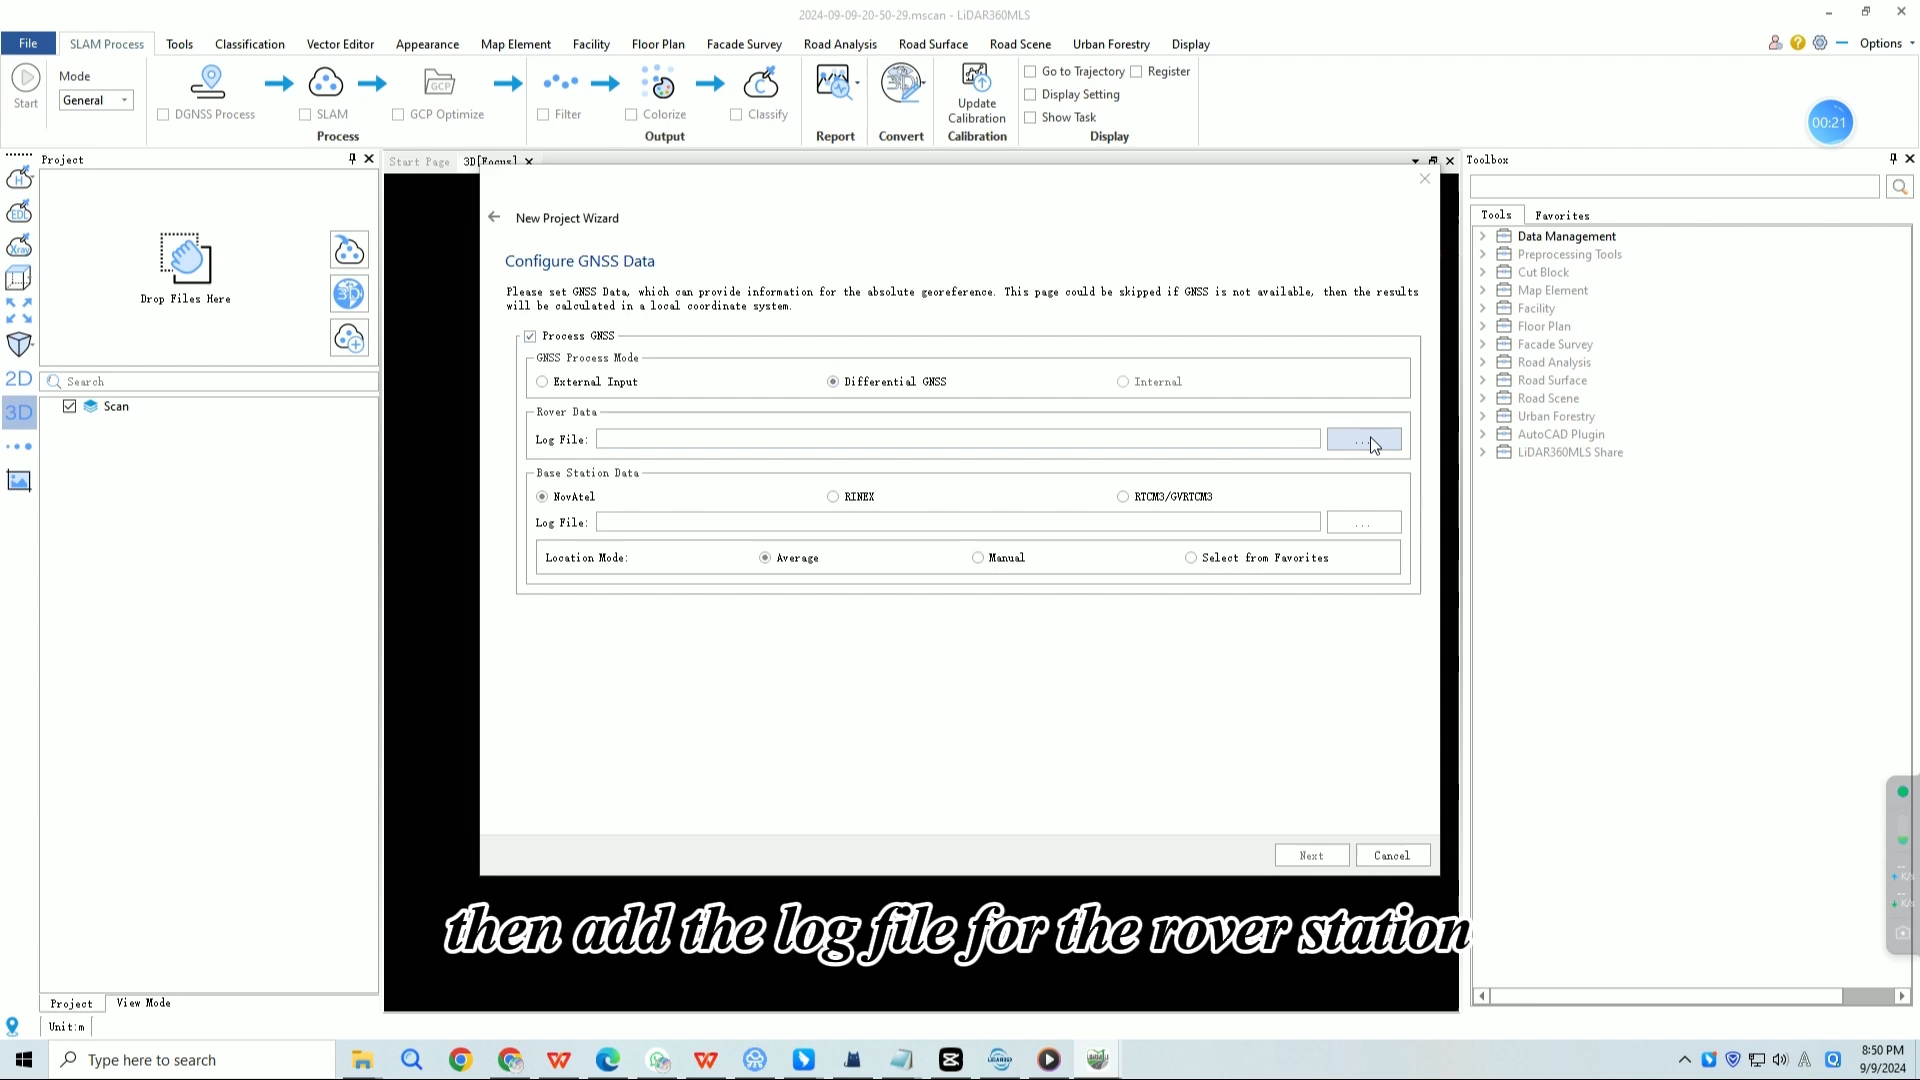 2024-09-09-20-50-29.mscan - LiDAR360MLS
File
SLAM Process
Tools
Classification
Vector Editor
Appearance
Map Element
Facility
Floor Plan
Facade Survey
Road Analysis
Road Surface
Road Scene
Urban Forestry
Display
Options
Start
Mode
General
DGNSS Process
SLAM
GCP
GCP Optimize
Process
Filter
Colorize
Classify
Output
Report
3D
Convert
Update
Calibration
Calibration
Go to Trajectory
Register
Display Setting
Show Task
Display
00:21
Project
Drop Files Here
3D
Search
Scan
H
EDL
Xray
2D
3D
Start Page
3D[Focus]
New Project Wizard
Configure GNSS Data
Please set GNSS Data, which can provide information for the absolute georeference. This page could be skipped if GNSS is not available, then the results
will be calculated in a local coordinate system.
Process GNSS
GNSS Process Mode
External Input
Differential GNSS
Internal
Rover Data
Log File:
...
Base Station Data
NovAtel
RINEX
RTCM3/GVRTCM3
Log File:
...
Location Mode:
Average
Manual
Select from Favorites
Next
Cancel
then add the log file for the rover station
Toolbox
Tools
Favorites
Data Management
Preprocessing Tools
Cut Block
Map Element
Facility
Floor Plan
Facade Survey
Road Analysis
Road Surface
Road Scene
Urban Forestry
AutoCAD Plugin
LiDAR360MLS Share
K/s
K/s
Project
View Mode
Unit:m
Type here to search
8:50 PM
9/9/2024